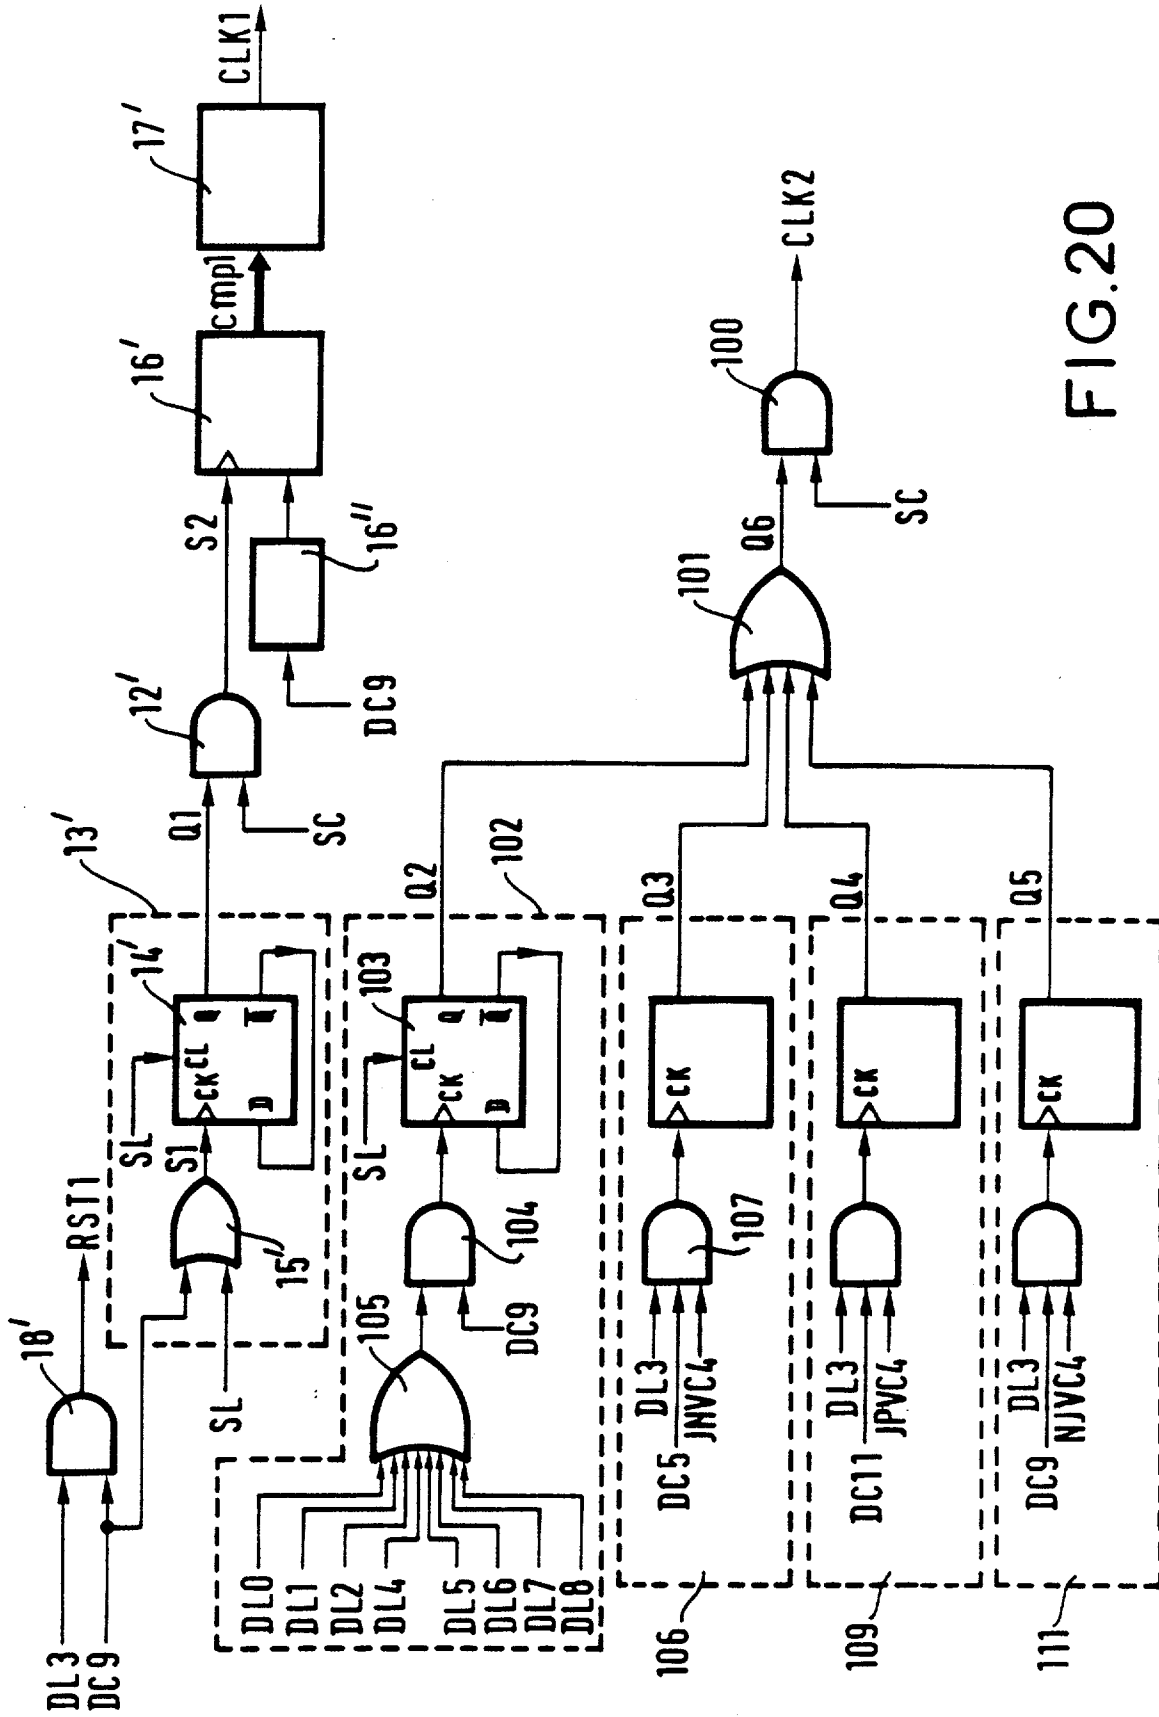 DL3
DC9
18'
RST1
SL
15'
S1
SL
14'
CK
CL
Q
D
Q
13'
Q1
SC
12'
S2
DC9
16''
16'
cmp1
17'
CLK1
DL0
DL1
DL2
DL4
DL5
DL6
DL7
DL8
105
DC9
104
SL
103
CK
CL
Q
D
Q
102
Q2
106
DL3
DC5
JNVC4
107
CK
Q3
109
DL3
DC11
JPVC4
CK
Q4
111
DL3
DC9
NJVC4
CK
Q5
101
Q6
SC
100
CLK2
FIG.20